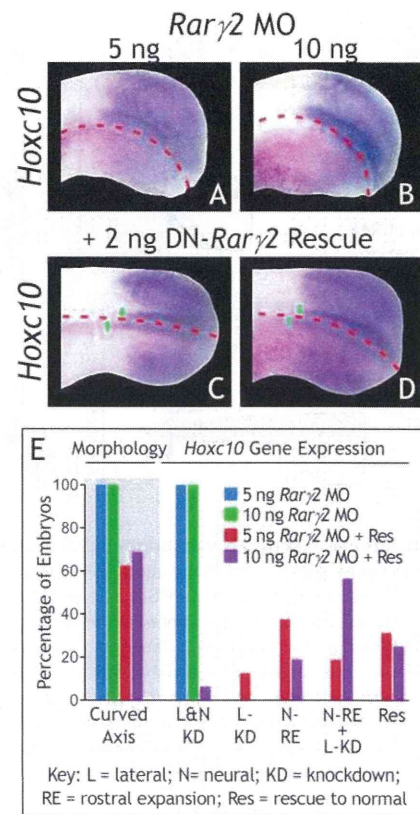 Rarγ2 MO
5 ng 10 ng
Hoxc10
A
B
+ 2 ng DN-Rarγ2 Rescue
Hoxc10
C
D
E
Morphology Hoxc10 Gene Expression
Percentage of Embryos
100
80
60
40
20
0
5 ng Rarγ2 MO
10 ng Rarγ2 MO
5 ng Rarγ2 MO + Res
10 ng Rarγ2 MO + Res
Curved Axis
L&N KD
L-KD
N-RE
N-RE + L-KD
Res
Key: L = lateral; N= neural; KD = knockdown;
RE = rostral expansion; Res = rescue to normal